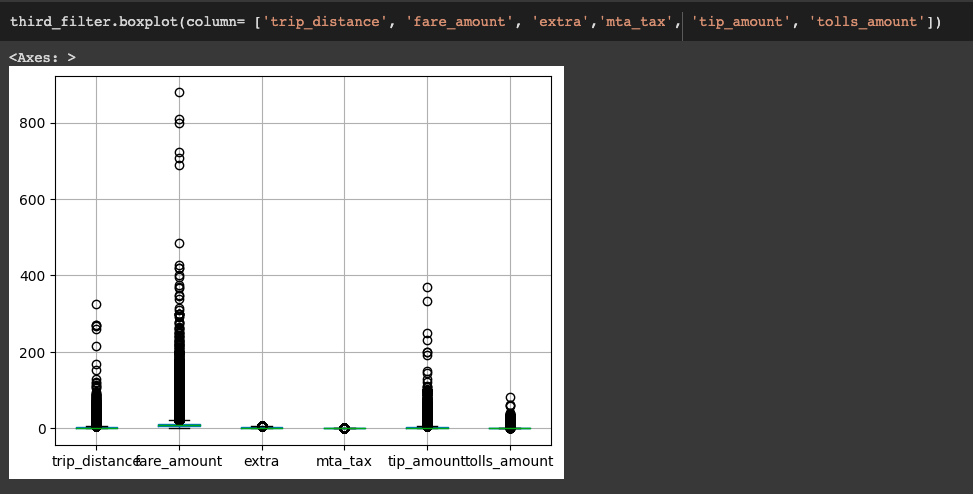 third_filter.boxplot(column= ['trip_distance', 'fare_amount', 'extra','mta_tax', 'tip_amount', 'tolls_amount'])
<Axes: >
800
600
400
200
0
trip_distance fare_amount extra mta_tax tip_amount tolls_amount